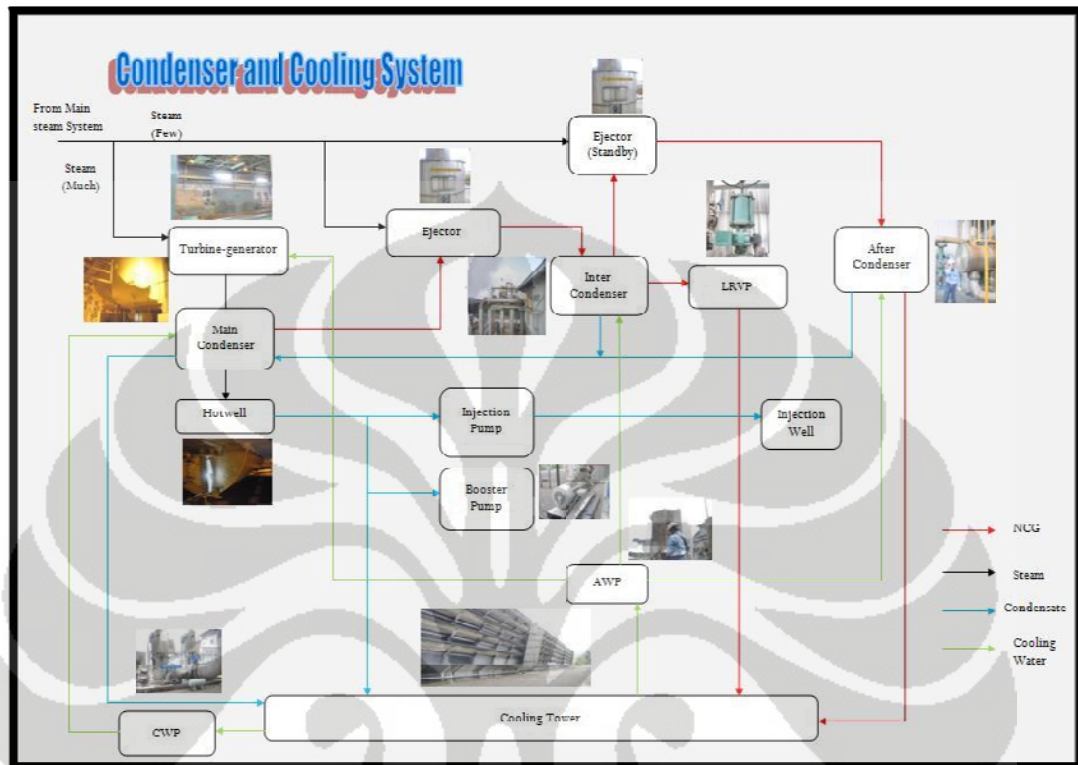 Condenser and Cooling System
From Main
steam System
Steam
(Few)
Steam
(Much)
Ejector
(Standby)
Ejector
Turbine-generator
Inter
Condenser
LRVP
After
Condenser
Main
Condenser
Hotwell
Injection
Pump
Injection
Well
Booster
Pump
AWP
Cooling Tower
CWP
NCG
Steam
Condensate
Cooling
Water